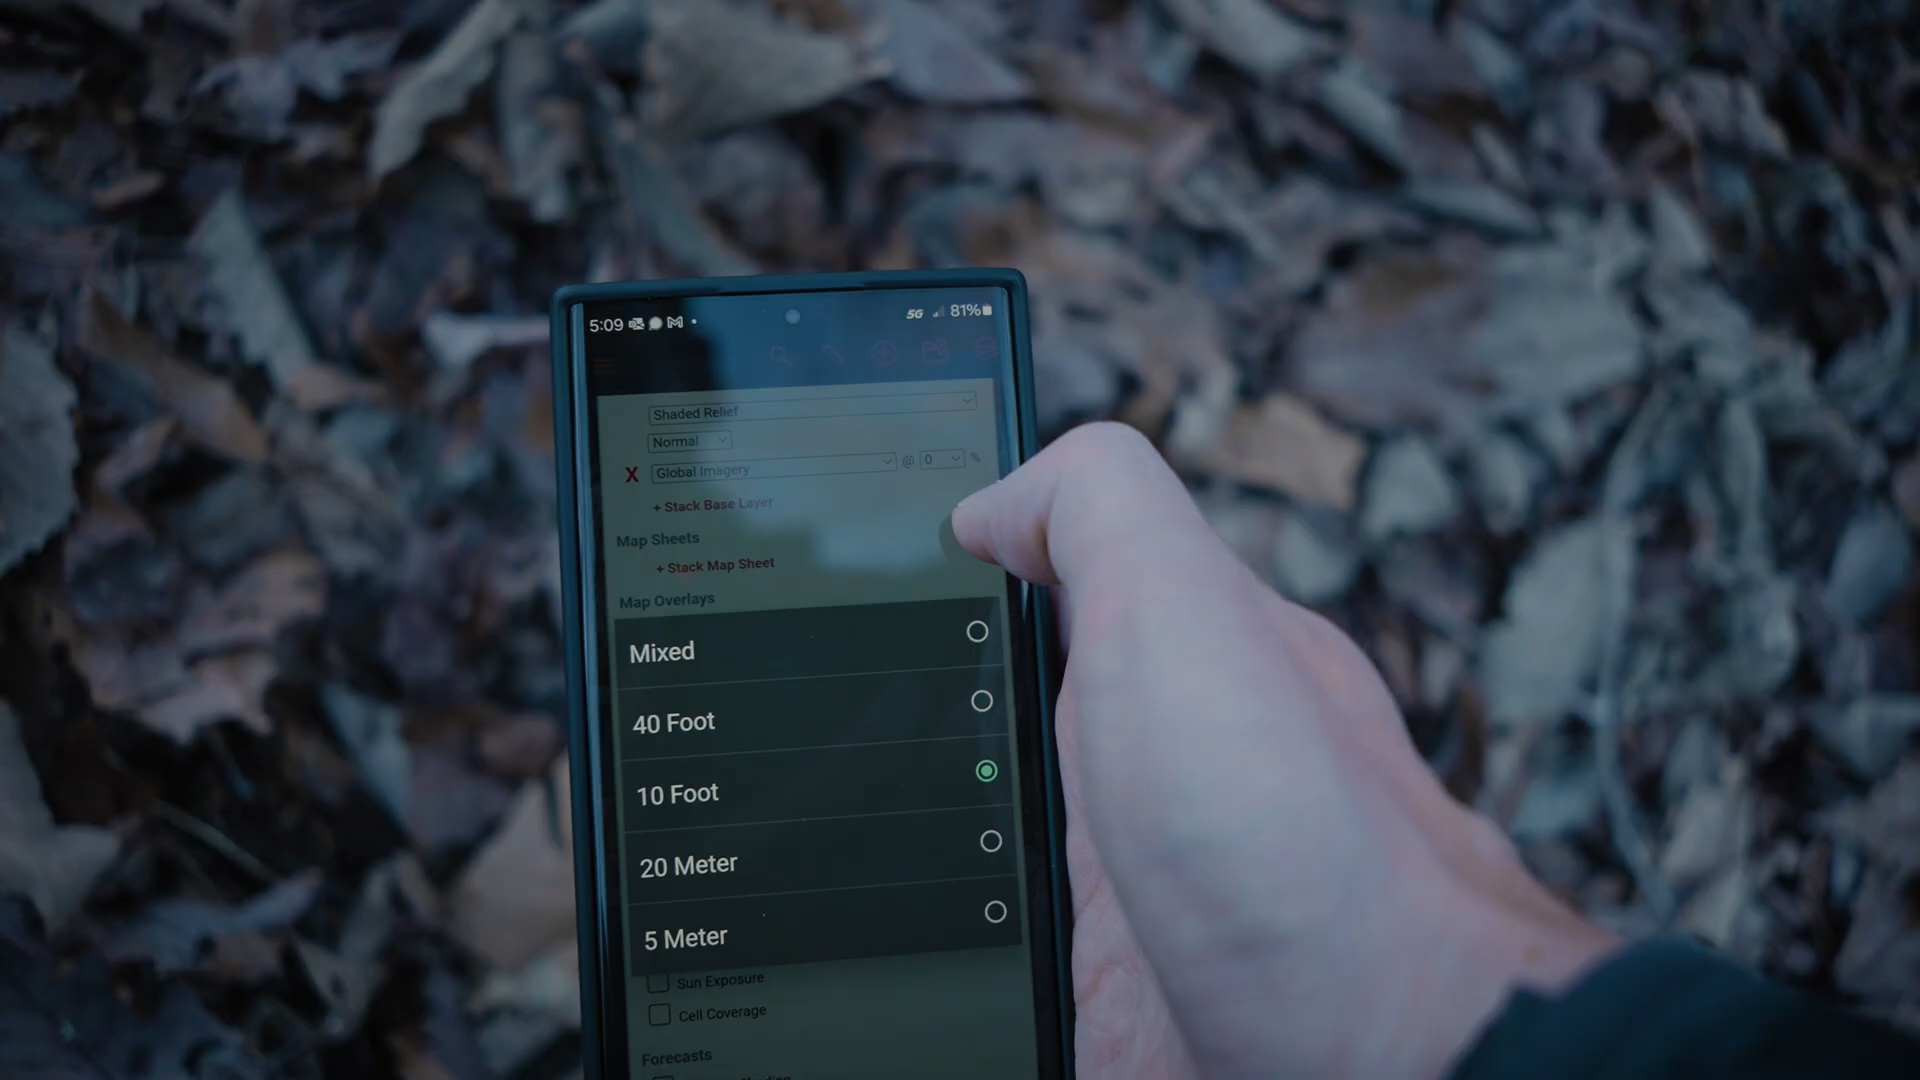 5:09 5G 81%
Shaded Relief
Normal
X Global Imagery @ 0 %
+ Stack Base Layer
Map Sheets
+ Stack Map Sheet
Map Overlays
Mixed
40 Foot
10 Foot
20 Meter
5 Meter
Sun Exposure
Cell Coverage
Forecasts